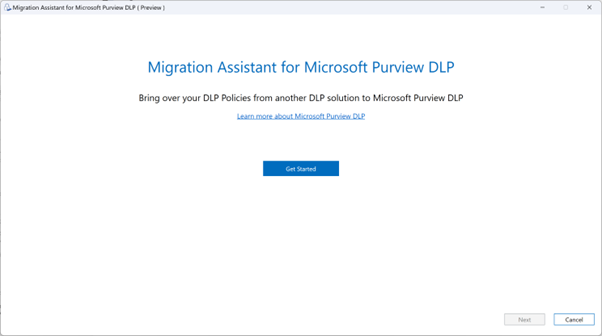 Migration Assistant for Microsoft Purview DLP ( Preview )
Migration Assistant for Microsoft Purview DLP
Bring over your DLP Policies from another DLP solution to Microsoft Purview DLP
Learn more about Microsoft Purview DLP
Get Started
Next
Cancel